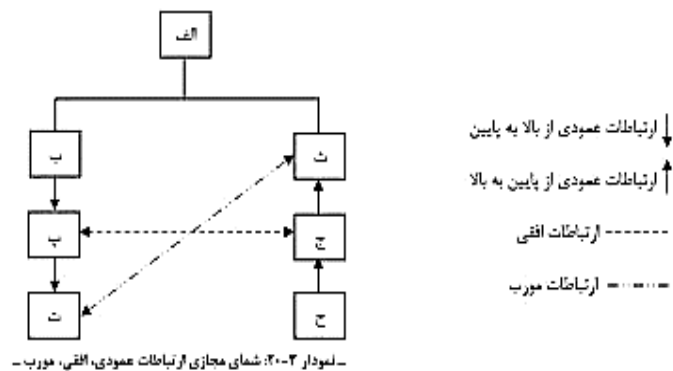 الف
ث
ب
ج
پ
ح
ت
ارتباطات عمودی از بالا به پایین
ارتباطات عمودی از پایین به بالا
ارتباطات افقی
ارتباطات مورب
ـ نمودار ۳-۲۰: شمای مجازی ارتباطات عمودی، افقی، مورب ـ